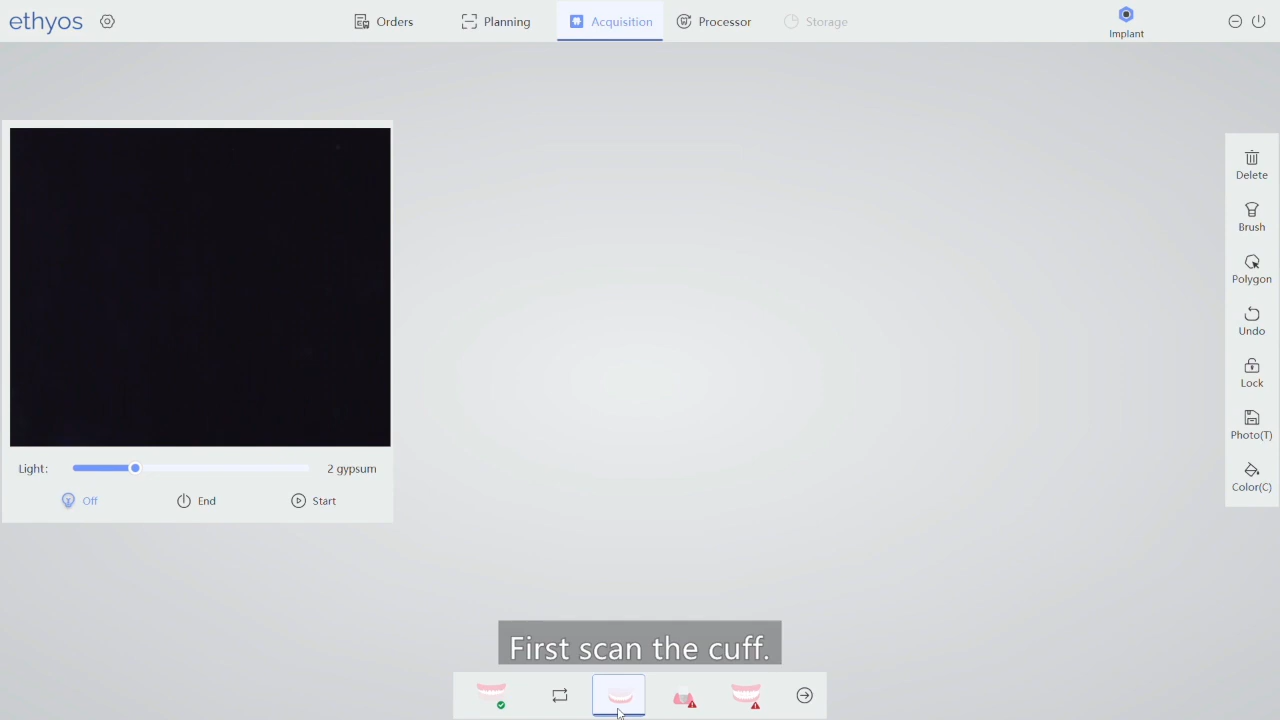 ethyos
Orders
Planning
Acquisition
Processor
Storage
Implant
Delete
Brush
Polygon
Undo
Lock
Photo(T)
Color(C)
Light:
2 gypsum
Off
End
Start
First scan the cuff.